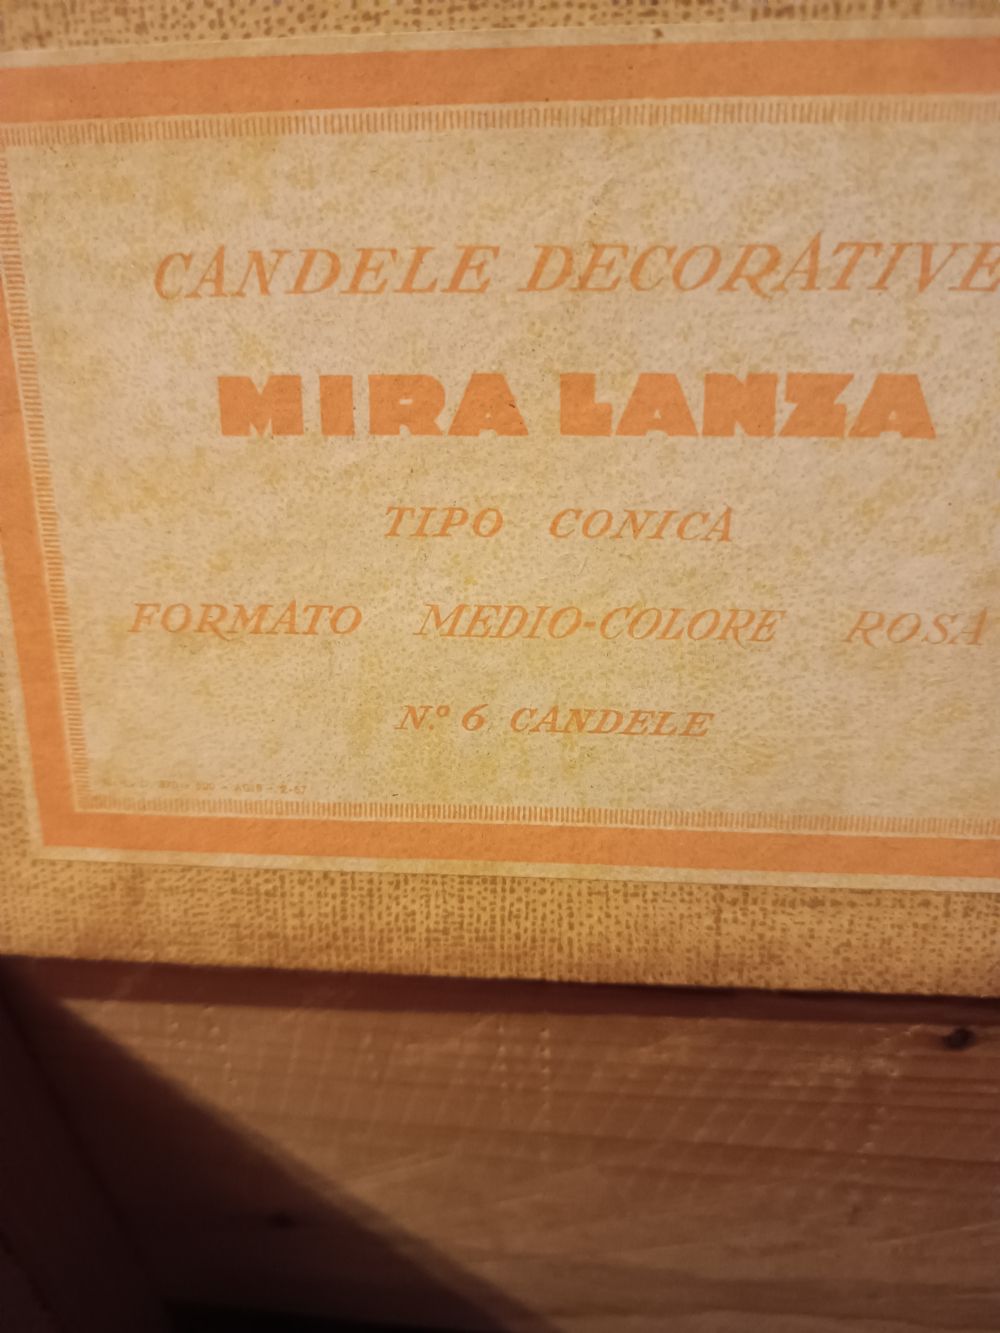 CANDELE DECORATIVE
MIRA LANZA
TIPO CONICA
FORMATO MEDIO-COLORE ROSA
N.º 6 CANDELE